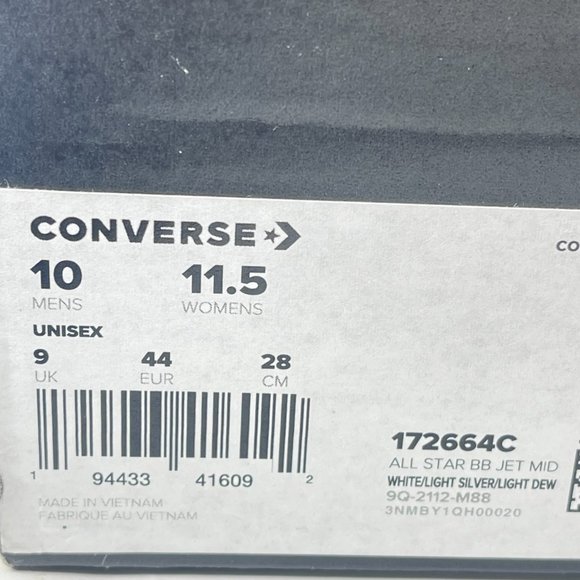 CONVERSE
CO
10 11.5
MENS WOMENS
UNISEX
9 44 28
UK EUR CM
1 94433 41609 2
172664C
ALL STAR BB JET MID
WHITE/LIGHT SILVER/LIGHT DEW
9Q-2112-M88
3NMBY1QH00020
MADE IN VIETNAM
FABRIQUE AU VIETNAM